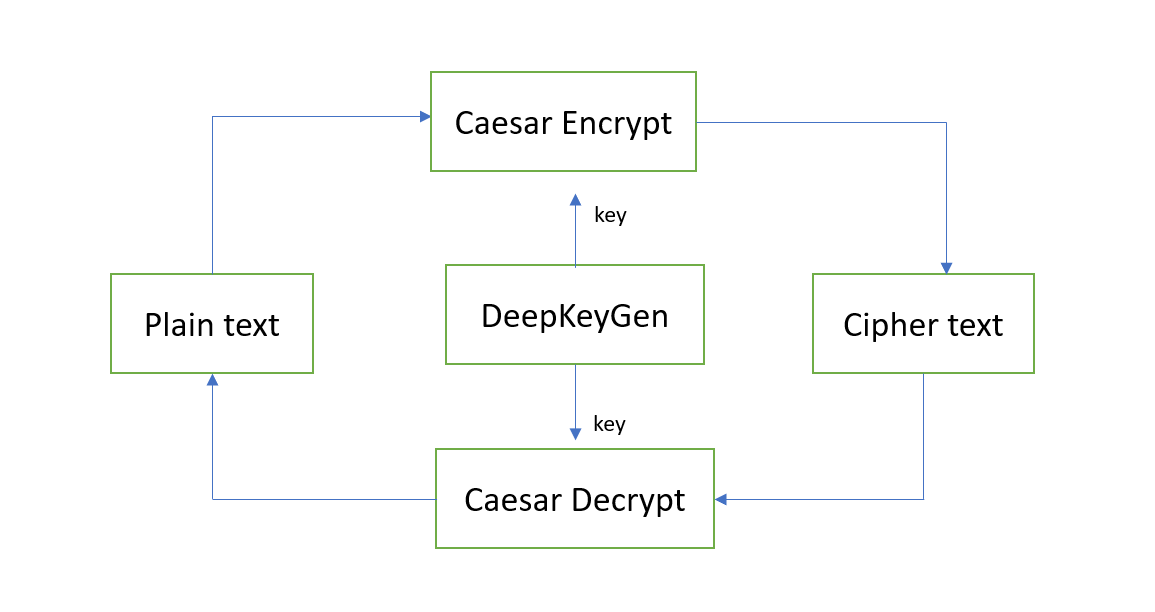 Caesar Encrypt
key
Plain text
DeepKeyGen
Cipher text
key
Caesar Decrypt